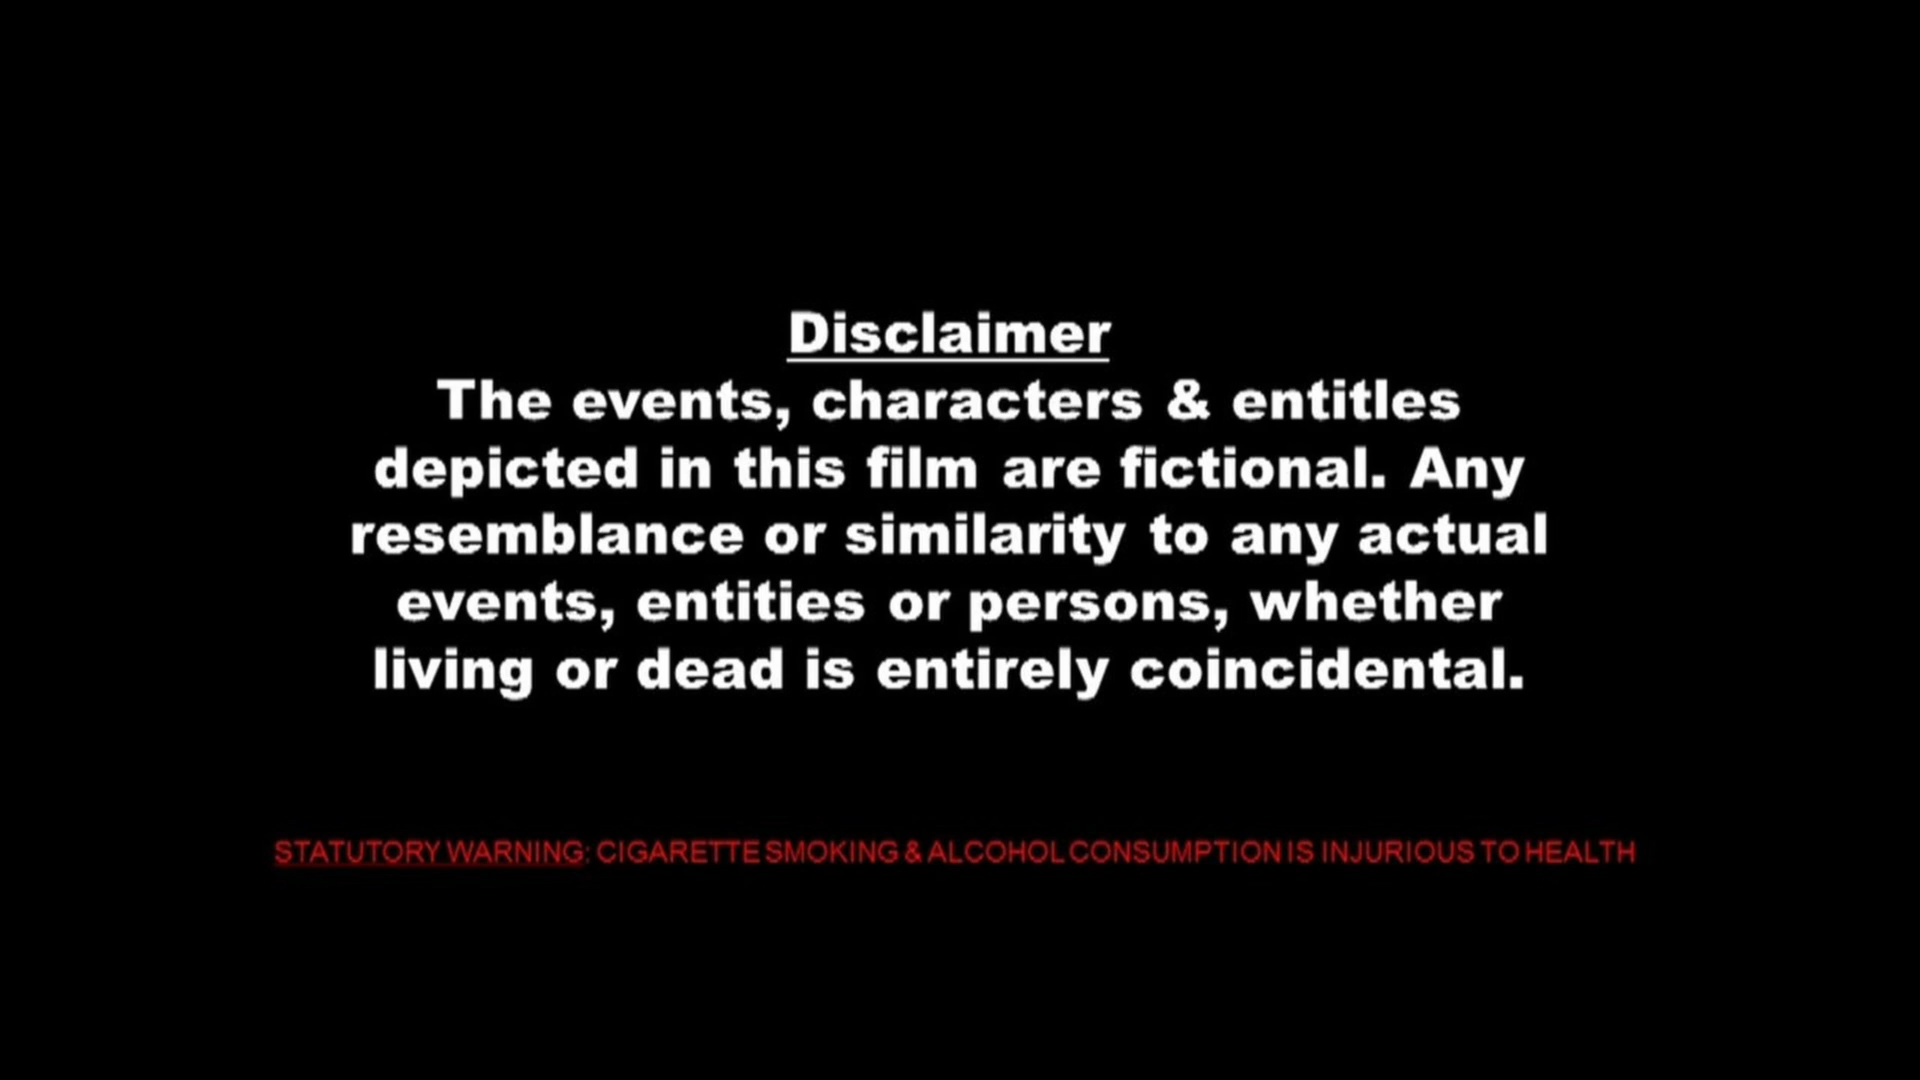 Disclaimer
The events, characters & entitles
depicted in this film are fictional. Any
resemblance or similarity to any actual
events, entities or persons, whether
living or dead is entirely coincidental.
STATUTORY WARNING: CIGARETTE SMOKING & ALCOHOL CONSUMPTION IS INJURIOUS TO HEALTH